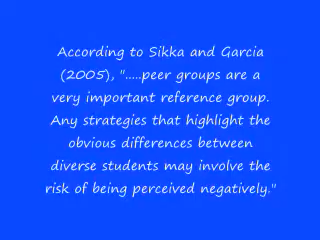 According to Sikka and Garcia
(2005), ".....peer groups are a
very important reference group.
Any strategies that highlight the
obvious differences between
diverse students may involve the
risk of being perceived negatively."